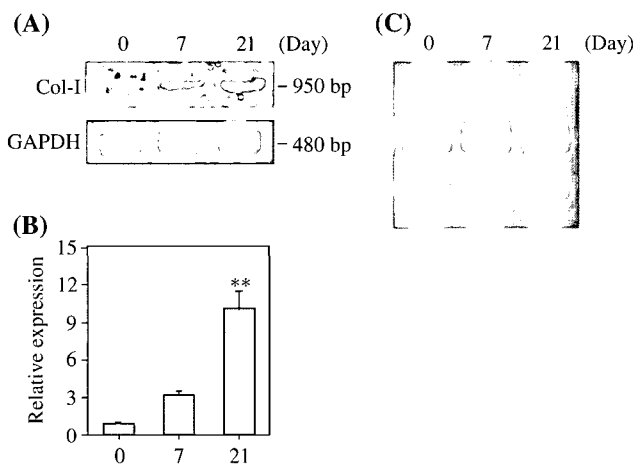 (A)
0 7 21 (Day)
Col-I
950 bp
GAPDH
480 bp
(B)
Relative expression
15
12
9
6
3
0
**
0 7 21
(C)
0 7 21 (Day)